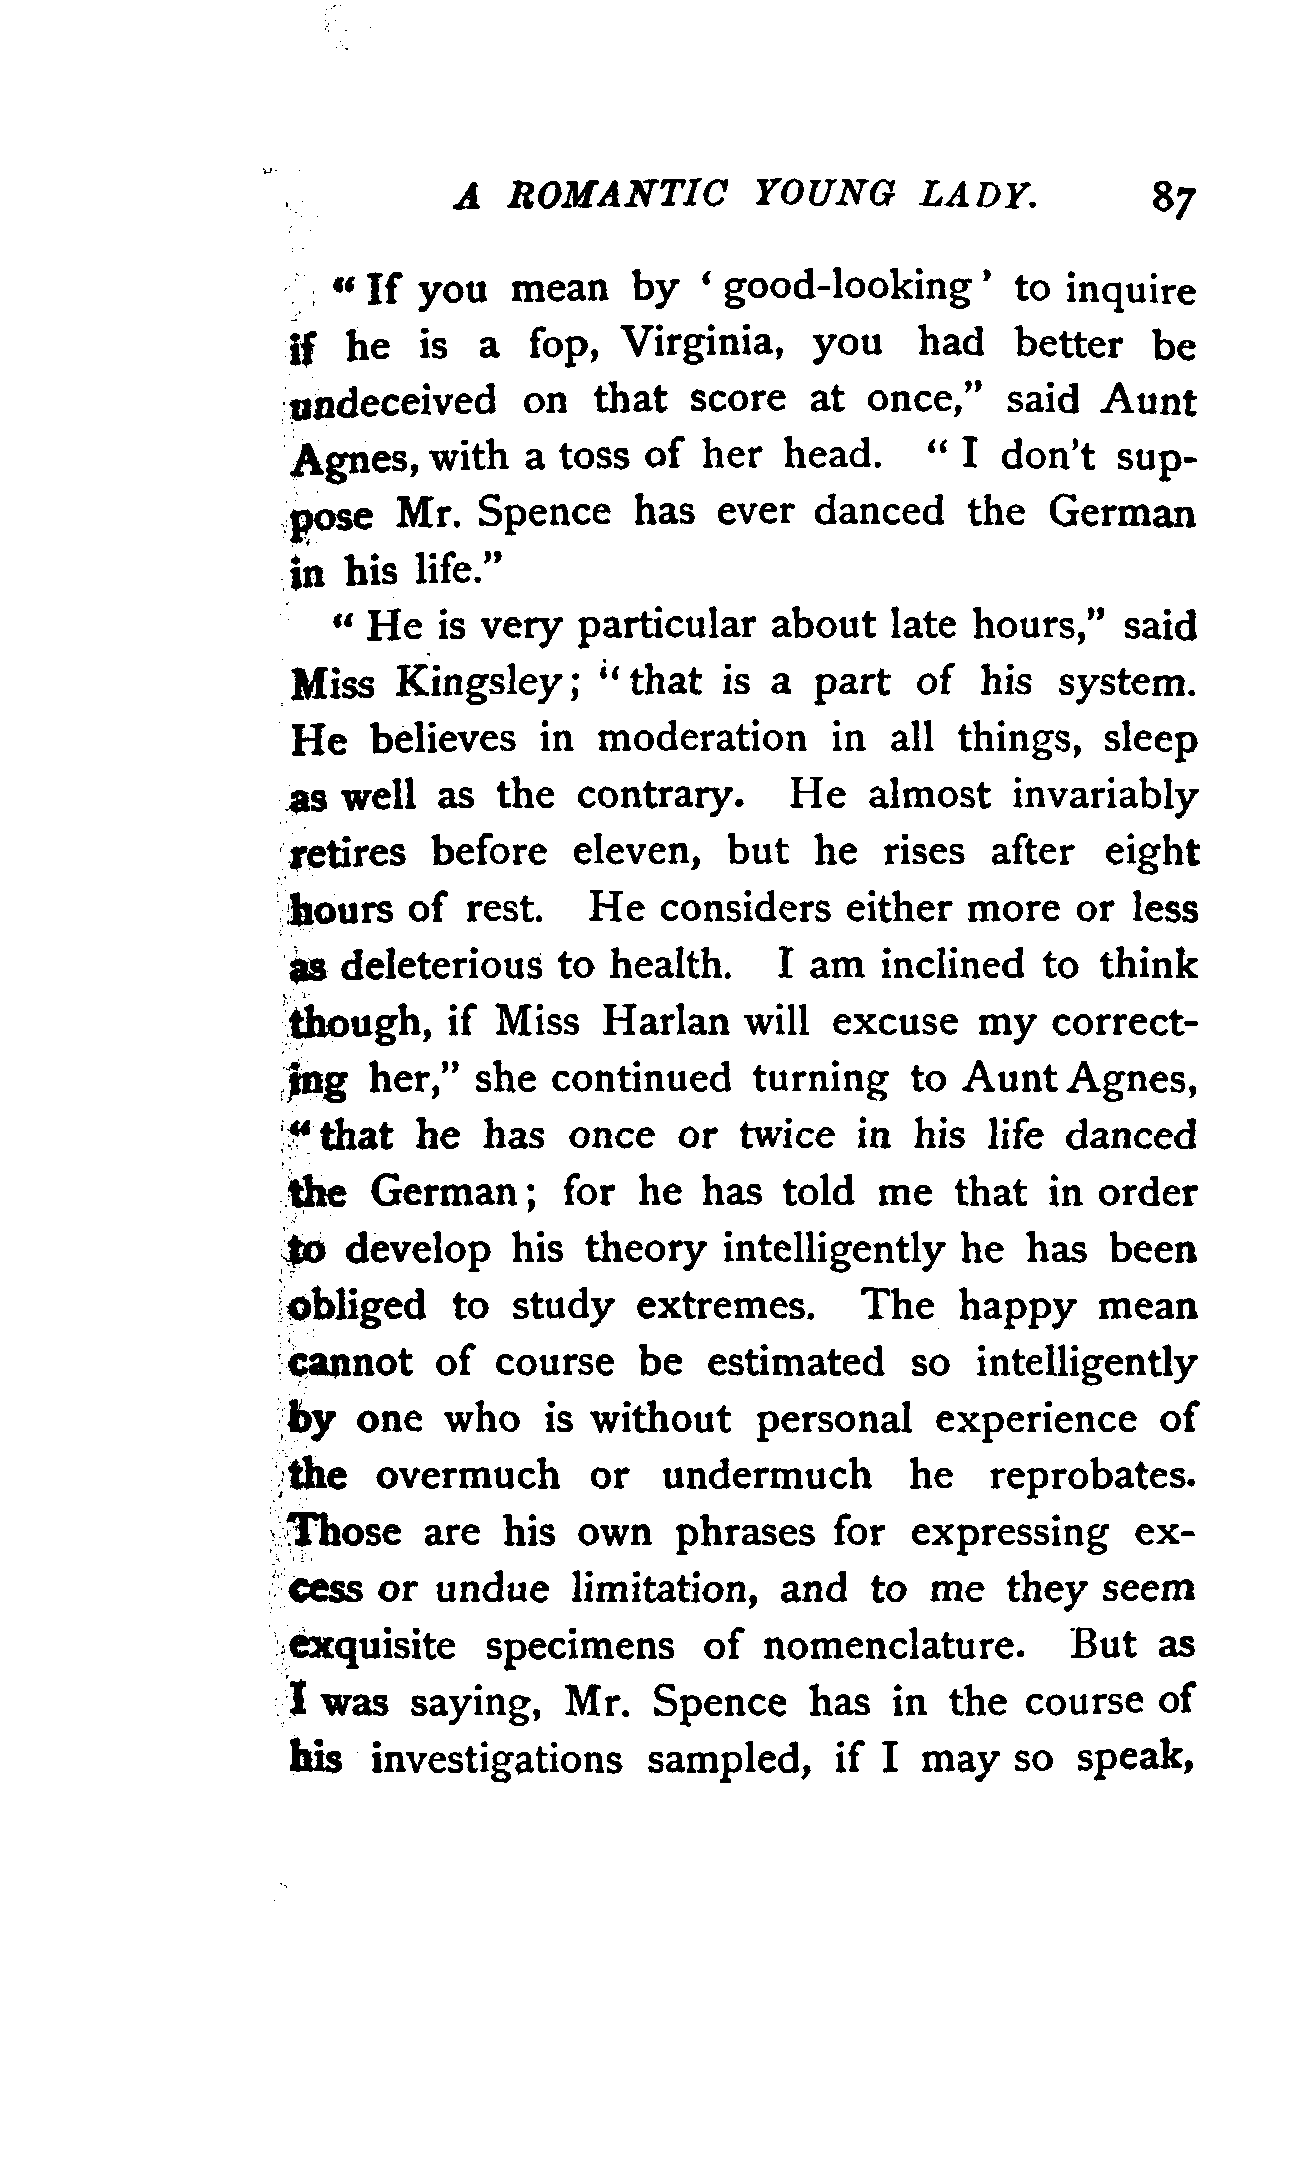 A ROMANTIC YOUNG LADY. 87
“ If you mean by ‘ good-looking ’ to inquire
if he is a fop, Virginia, you had better be
undeceived on that score at once,” said Aunt
Agnes, with a toss of her head. “ I don't sup-
pose Mr. Spence has ever danced the German
in his life.”
“ He is very particular about late hours,” said
Miss Kingsley; “ that is a part of his system.
He believes in moderation in all things, sleep
as well as the contrary. He almost invariably
retires before eleven, but he rises after eight
hours of rest. He considers either more or less
as deleterious to health. I am inclined to think
though, if Miss Harlan will excuse my correct-
ing her,” she continued turning to Aunt Agnes,
“ that he has once or twice in his life danced
the German; for he has told me that in order
to develop his theory intelligently he has been
obliged to study extremes. The happy mean
cannot of course be estimated so intelligently
by one who is without personal experience of
the overmuch or undermuch he reprobates.
Those are his own phrases for expressing ex-
cess or undue limitation, and to me they seem
exquisite specimens of nomenclature. But as
I was saying, Mr. Spence has in the course of
his investigations sampled, if I may so speak,